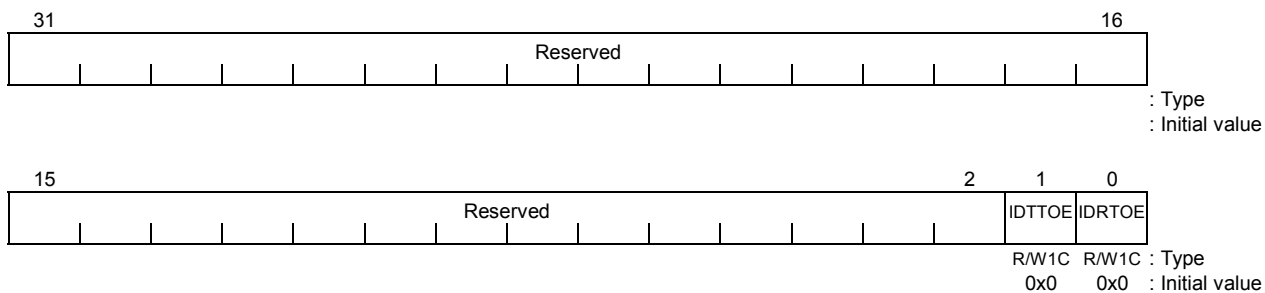 31 16
Reserved
: Type
: Initial value
15 2 1 0
Reserved IDTTOE IDRTOE
R/W1C R/W1C : Type
0x0 0x0 : Initial value